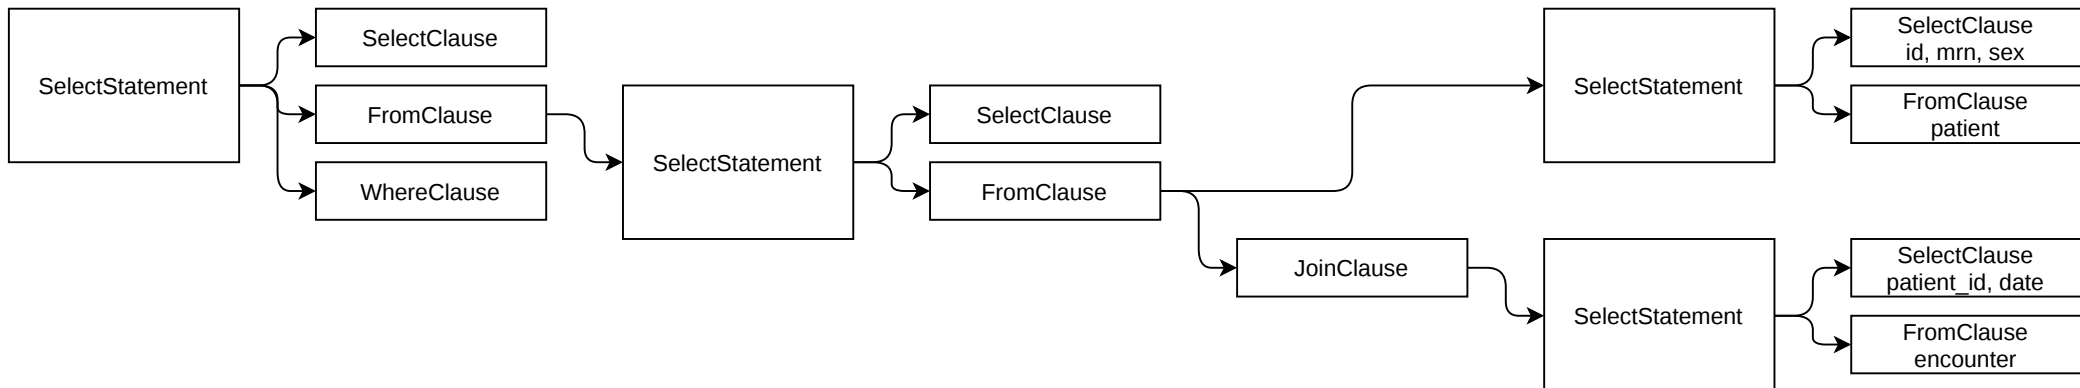 SelectStatement
SelectClause
FromClause
WhereClause
SelectStatement
SelectClause
FromClause
JoinClause
SelectStatement
SelectClause
id, mrn, sex
FromClause
patient
SelectStatement
SelectClause
patient_id, date
FromClause
encounter